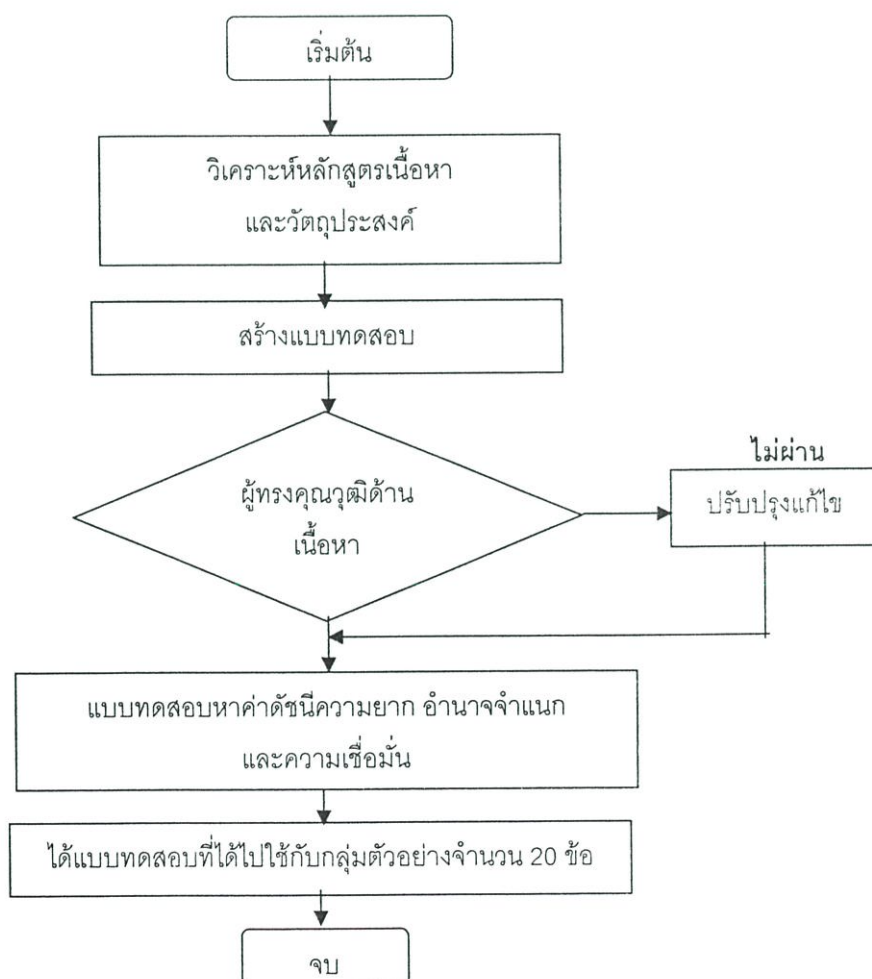 เริ่มต้น
วิเคราะห์หลักสูตรเนื้อหา
และวัตถุประสงค์
สร้างแบบทดสอบ
ผู้ทรงคุณวุฒิด้าน
เนื้อหา
ไม่ผ่าน
ปรับปรุงแก้ไข
แบบทดสอบหาค่าดัชนีความยาก อำนาจจำแนก
และความเชื่อมั่น
ได้แบบทดสอบที่ได้ไปใช้กับกลุ่มตัวอย่างจำนวน 20 ข้อ
จบ